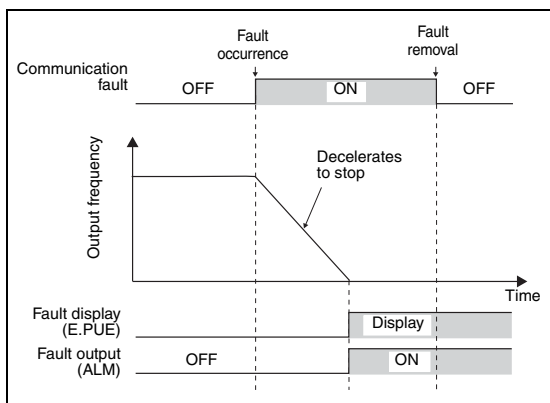 Fault
occurrence
Fault
removal
Communication
fault
OFF
ON
OFF
Output frequency
Decelerates
to stop
Time
Fault display
(E.PUE)
Display
Fault output
(ALM)
OFF
ON